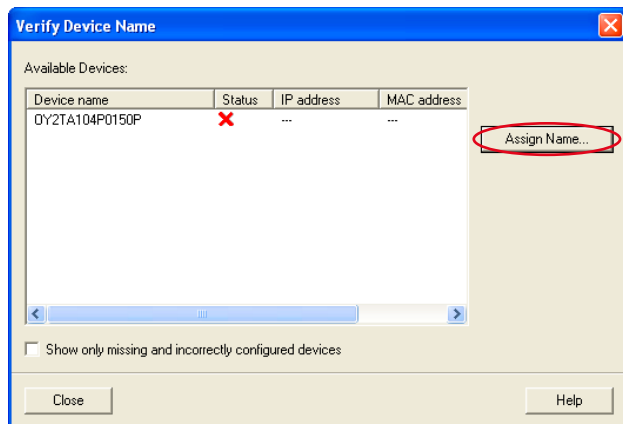 Verify Device Name
Available Devices:
Device name Status IP address MAC address
OY2TA104P0150P --- ---
Assign Name...
Show only missing and incorrectly configured devices
Close Help